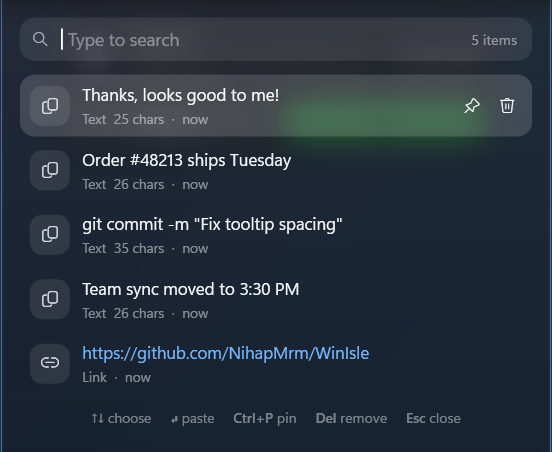 Type to search 5 items
Thanks, looks good to me!
Text 25 chars · now
Order #48213 ships Tuesday
Text 26 chars · now
git commit -m "Fix tooltip spacing"
Text 35 chars · now
Team sync moved to 3:30 PM
Text 26 chars · now
https://github.com/NihapMrm/WinIsle
Link · now
↑↓ choose ↵ paste Ctrl+P pin Del remove Esc close